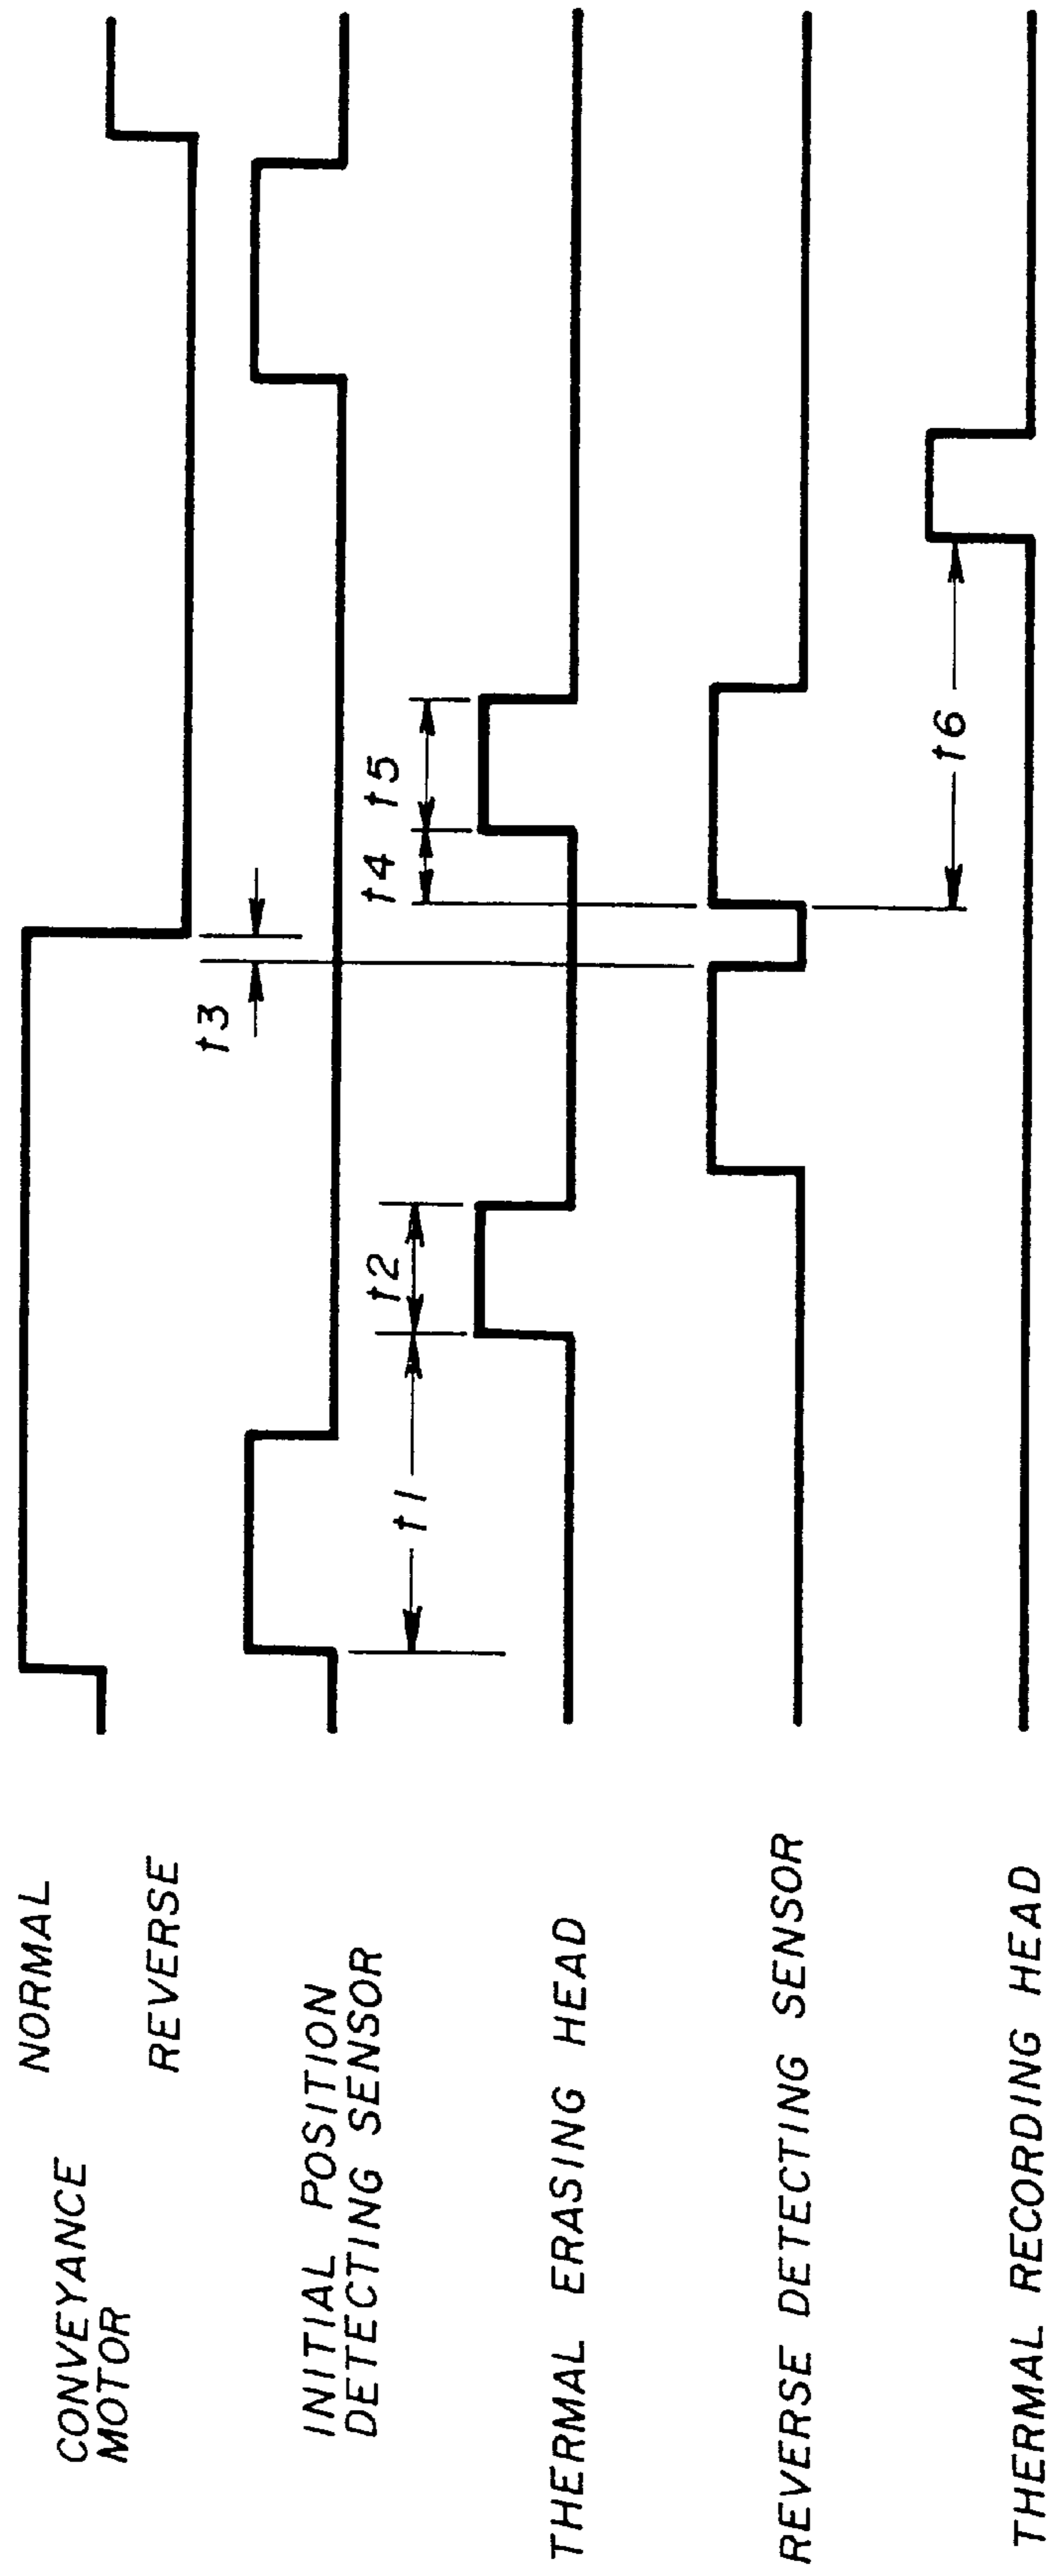 CONVEYANCE
MOTOR
NORMAL
REVERSE
t3
INITIAL POSITION
DETECTING SENSOR
t1
t2
t4
t5
THERMAL ERASING HEAD
REVERSE DETECTING SENSOR
t6
THERMAL RECORDING HEAD